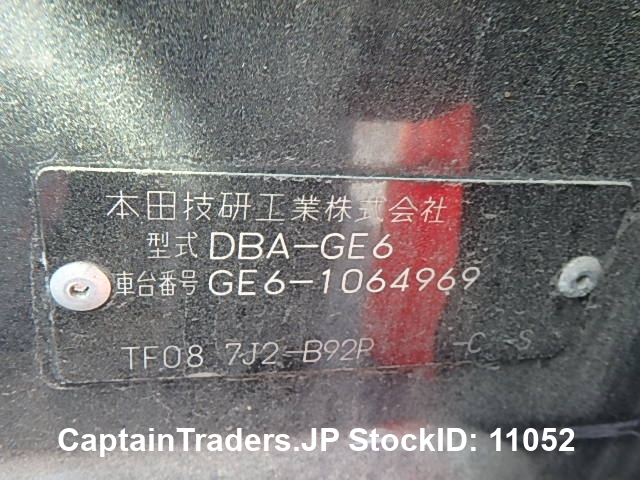 本田技研工業株式会社
型式 DBA-GE6
車台番号 GE6-1064969
TF08 7J2-B92P -C-S
CaptainTraders.JP StockID: 11052